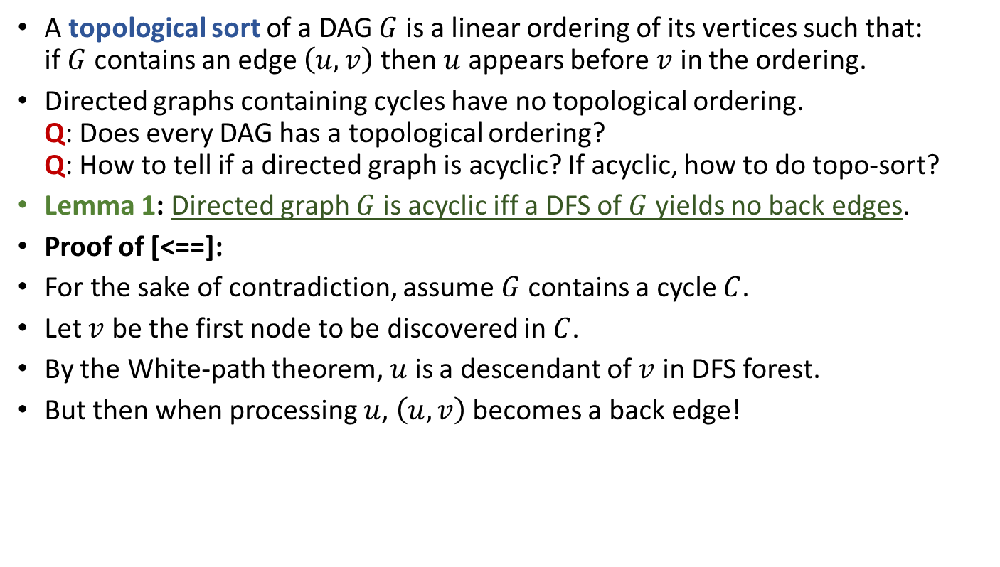 • A topological sort of a DAG G is a linear ordering of its vertices such that:
if G contains an edge (u, v) then u appears before v in the ordering.
• Directed graphs containing cycles have no topological ordering.
Q: Does every DAG has a topological ordering?
Q: How to tell if a directed graph is acyclic? If acyclic, how to do topo-sort?
• Lemma 1: Directed graph G is acyclic iff a DFS of G yields no back edges.
• Proof of [<==]:
• For the sake of contradiction, assume G contains a cycle C.
• Let v be the first node to be discovered in C.
• By the White-path theorem, u is a descendant of v in DFS forest.
• But then when processing u, (u, v) becomes a back edge!